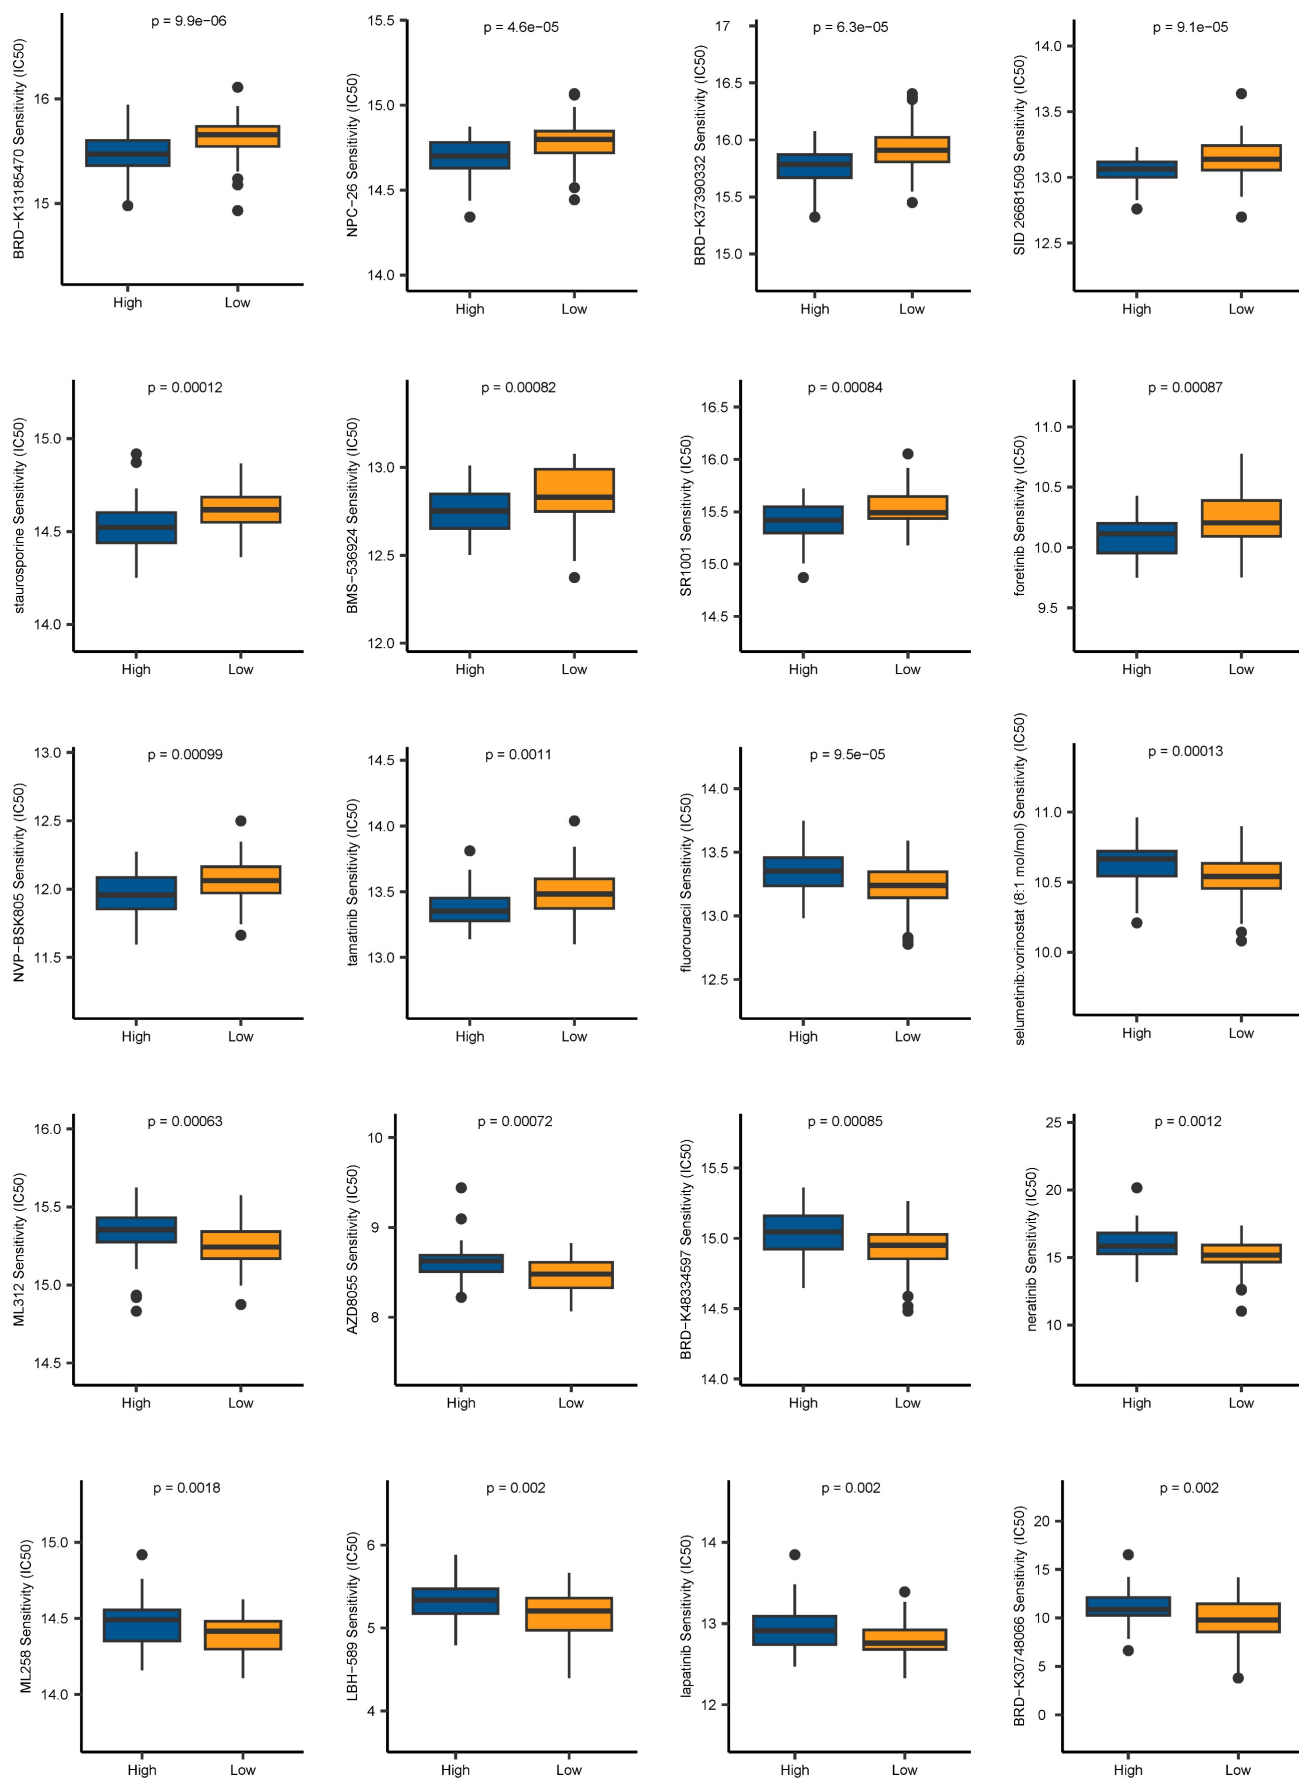 p = 9.9e−06
BRD−K13185470 Sensitivity (IC50)
16
15
High
Low
p = 4.6e−05
NPC−26 Sensitivity (IC50)
15.5
15.0
14.5
14.0
High
Low
p = 6.3e−05
BRD−K37390332 Sensitivity (IC50)
17
16.5
16.0
15.5
15.0
High
Low
p = 9.1e−05
SID 26681509 Sensitivity (IC50)
14.0
13.5
13.0
12.5
High
Low
p = 0.00012
staurosporine Sensitivity (IC50)
15.0
14.5
14.0
High
Low
p = 0.00082
BMS−536924 Sensitivity (IC50)
13.0
12.5
12.0
High
Low
p = 0.00084
SR1001 Sensitivity (IC50)
16.5
16.0
15.5
15.0
14.5
High
Low
p = 0.00087
foretinib Sensitivity (IC50)
11.0
10.5
10.0
9.5
High
Low
p = 0.00099
NVP−BSK805 Sensitivity (IC50)
13.0
12.5
12.0
11.5
High
Low
p = 0.0011
tamatinib Sensitivity (IC50)
14.5
14.0
13.5
13.0
High
Low
p = 9.5e−05
fluorouracil Sensitivity (IC50)
14.0
13.5
13.0
12.5
High
Low
p = 0.00013
selumetinib:vorinostat (8:1 mol/mol) Sensitivity (IC50)
11.0
10.5
10.0
High
Low
p = 0.00063
ML312 Sensitivity (IC50)
16.0
15.5
15.0
14.5
High
Low
p = 0.00072
AZD8055 Sensitivity (IC50)
10
9
8
High
Low
p = 0.00085
BRD−K48334597 Sensitivity (IC50)
15.5
15.0
14.5
14.0
High
Low
p = 0.0012
neratinib Sensitivity (IC50)
25
20
15
10
High
Low
p = 0.0018
ML258 Sensitivity (IC50)
15.0
14.5
14.0
High
Low
p = 0.002
LBH−589 Sensitivity (IC50)
6
5
4
High
Low
p = 0.002
lapatinib Sensitivity (IC50)
14
13
12
High
Low
p = 0.002
BRD−K30748066 Sensitivity (IC50)
20
15
10
5
0
High
Low